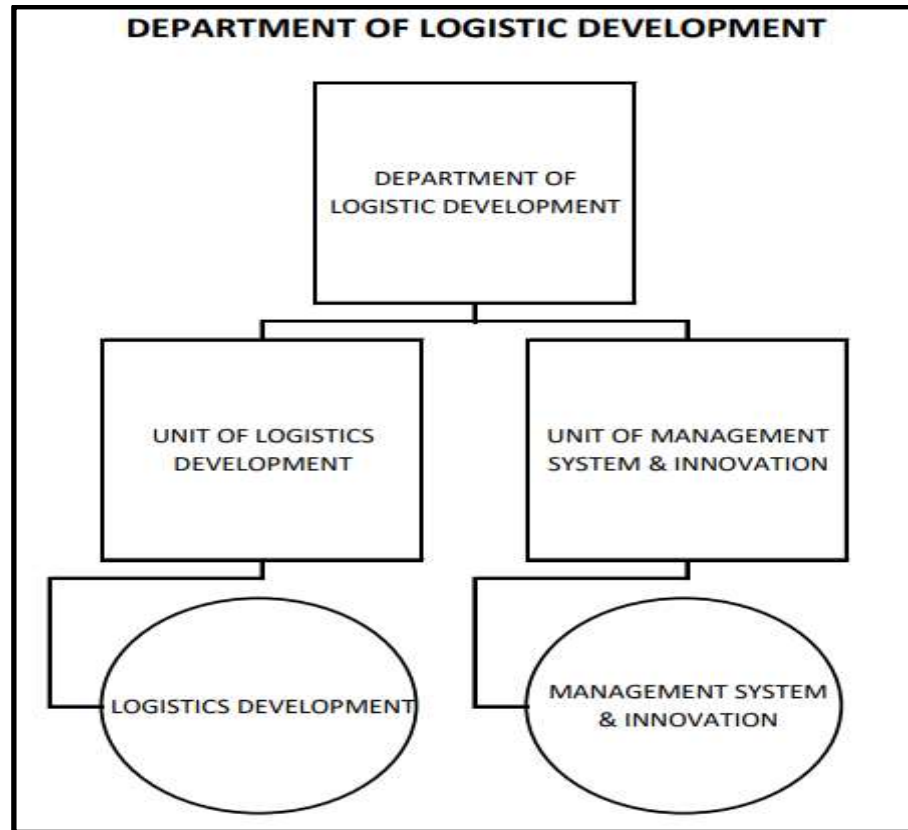 DEPARTMENT OF LOGISTIC DEVELOPMENT
DEPARTMENT OF
LOGISTIC DEVELOPMENT
UNIT OF LOGISTICS
DEVELOPMENT
UNIT OF MANAGEMENT
SYSTEM & INNOVATION
LOGISTICS DEVELOPMENT
MANAGEMENT SYSTEM
& INNOVATION